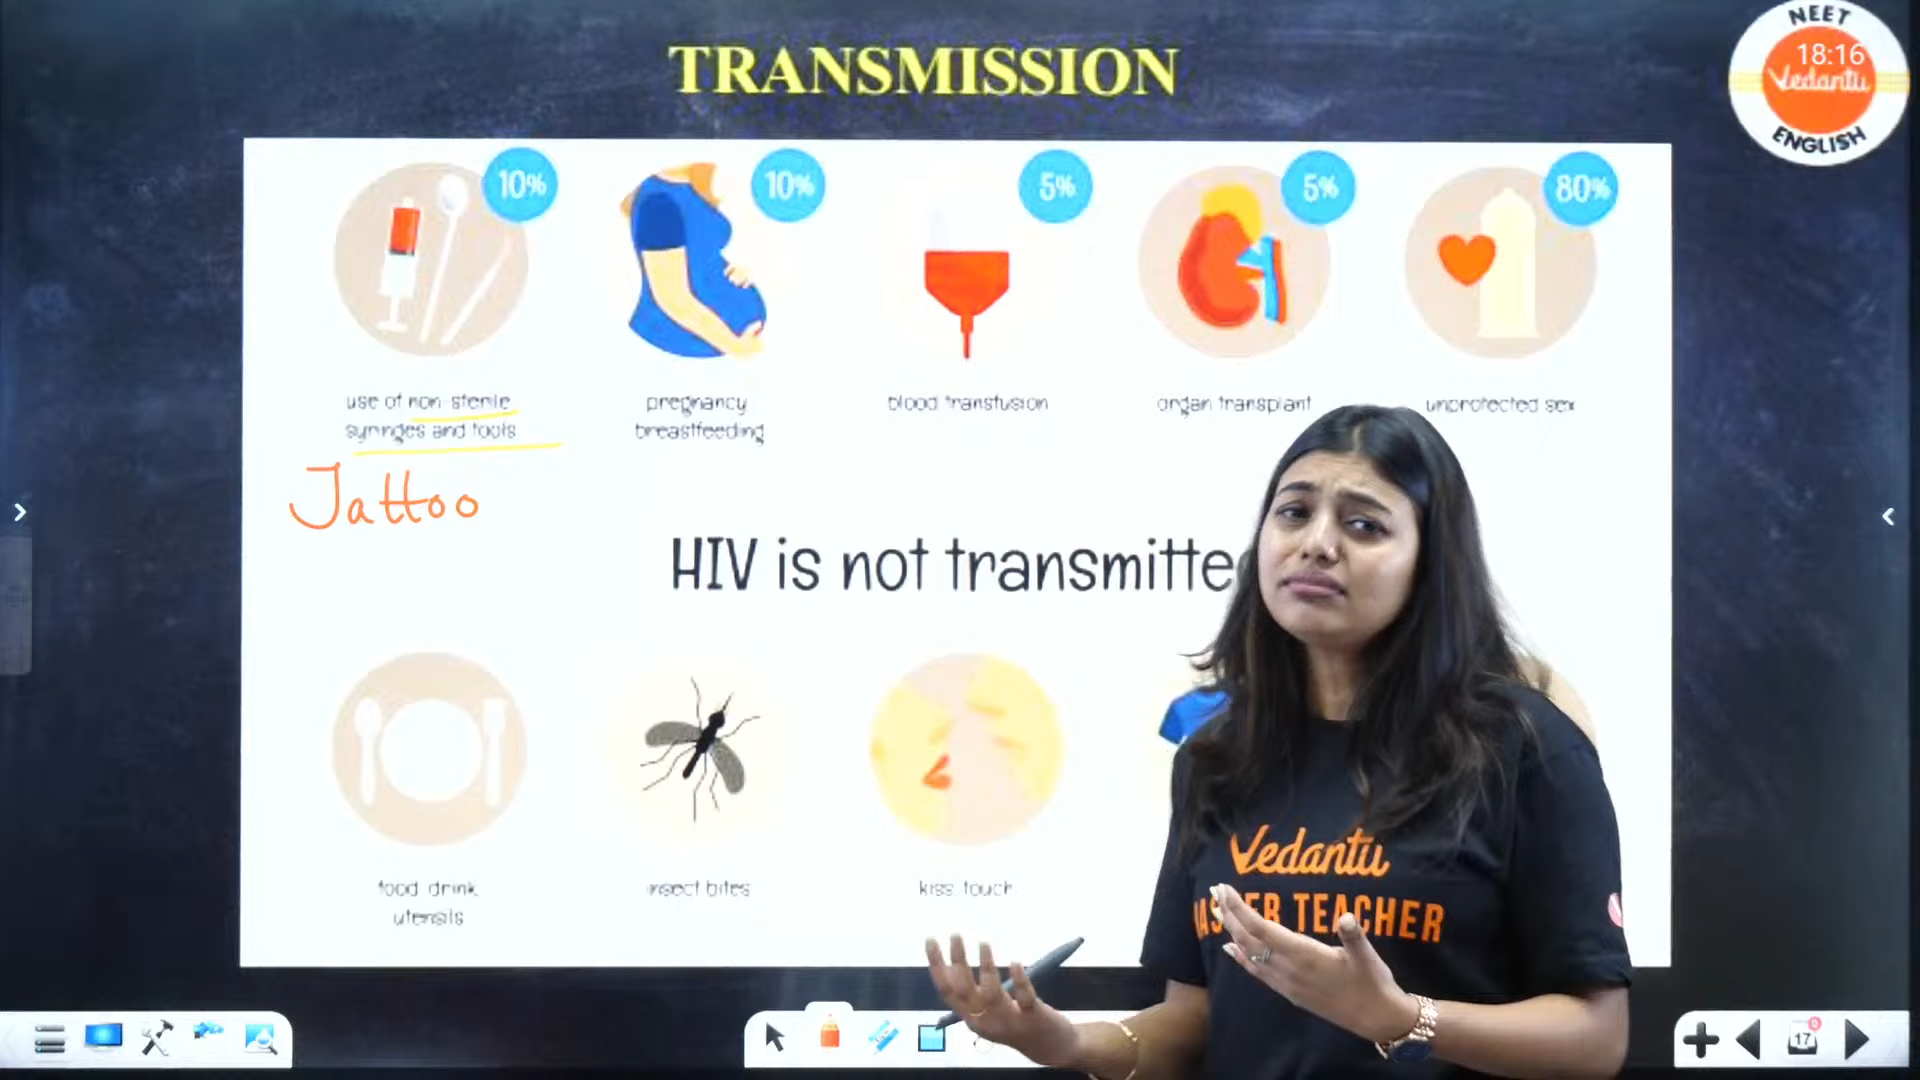 TRANSMISSION
NEET
18:16
Vedantu
ENGLISH
10%
10%
5%
5%
80%
use of non-sterile
syringes and tools
pregnancy
breastfeeding
blood transfusion
organ transplant
unprotected sex
Jattoo
HIV is not transmitte
food drink
utensils
insect bites
kiss touch
Vedantu
MASTER TEACHER
17
0